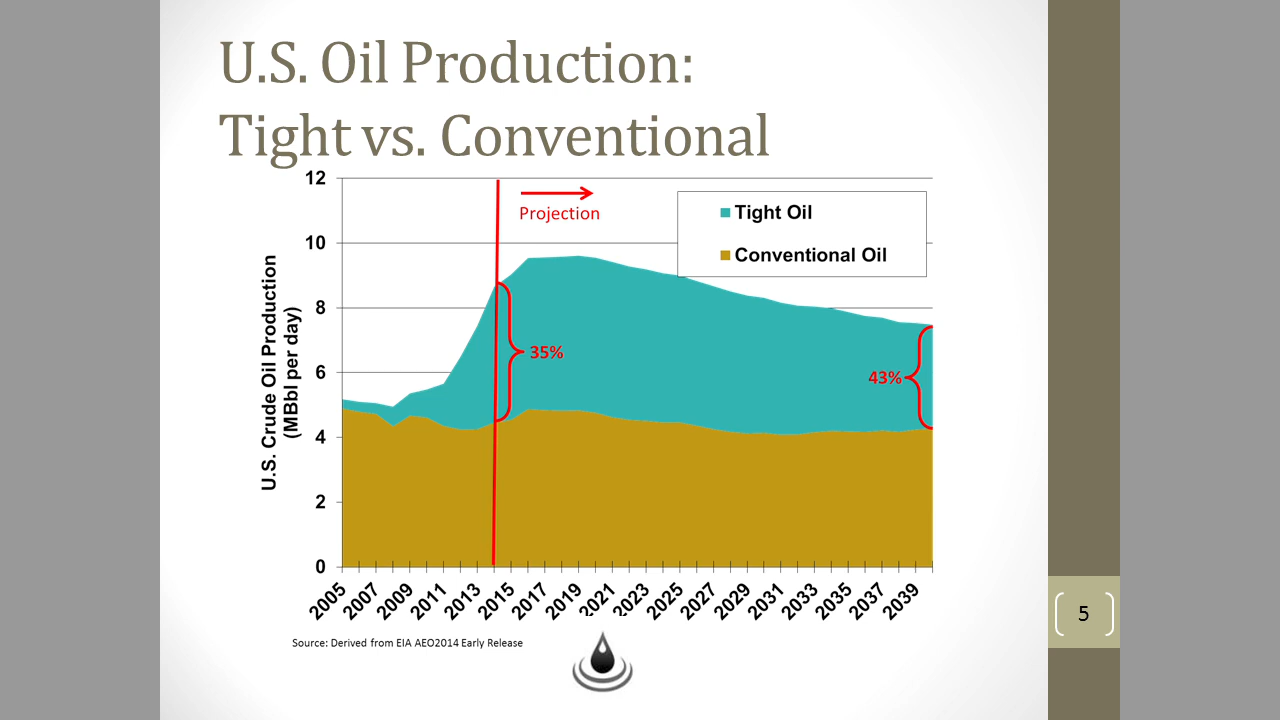 U.S. Oil Production:
Tight vs. Conventional
12
10
8
6
4
2
0
U.S. Crude Oil Production
(MBbl per day)
Projection
Tight Oil
Conventional Oil
35%
43%
2005 2007 2009 2011 2013 2015 2017 2019 2021 2023 2025 2027 2029 2031 2033 2035 2037 2039
Source: Derived from EIA AEO2014 Early Release
5